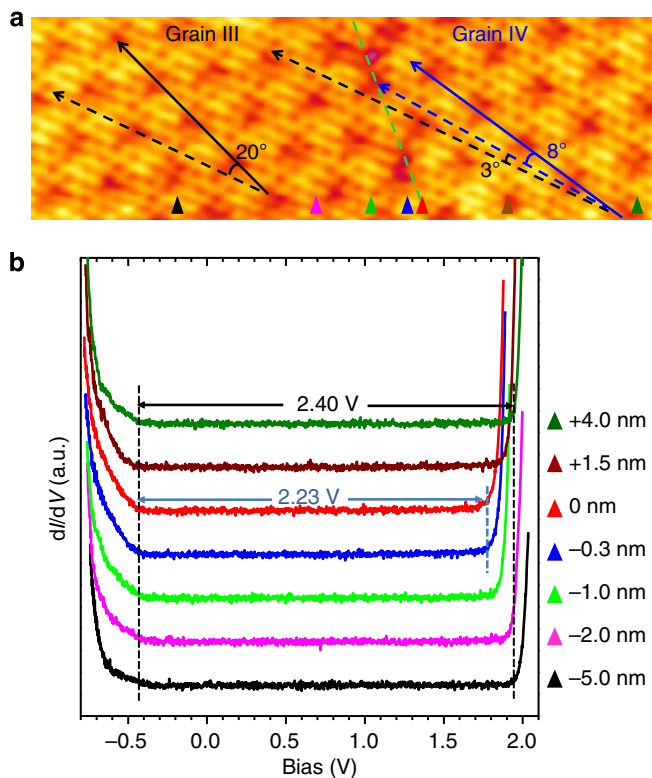 a
Grain III
Grain IV
20°
3°
8°
b
2.40 V
2.23 V
+4.0 nm
+1.5 nm
0 nm
−0.3 nm
−1.0 nm
−2.0 nm
−5.0 nm
dI/dV (a.u.)
−0.5 0.0 0.5 1.0 1.5 2.0
Bias (V)